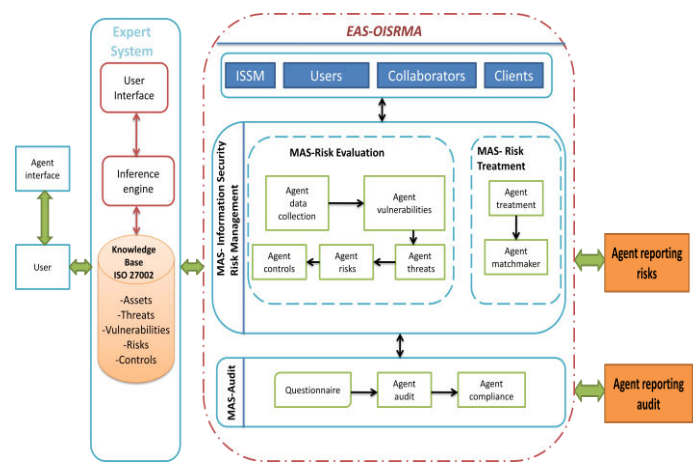 Expert
System
User
Interface
Inference
engine
Knowledge
Base
ISO 27002
-Assets
-Threats
-Vulnerabilities
-Risks
-Controls
Agent
interface
User
EAS-OISRMA
ISSM
Users
Collaborators
Clients
MAS- Information Security
Risk Management
MAS-Risk Evaluation
Agent
data
collection
Agent
vulnerabilities
Agent
controls
Agent
risks
Agent
threats
MAS- Risk
Treatment
Agent
treatment
Agent
matchmaker
MAS-Audit
Questionnaire
Agent
audit
Agent
compliance
Agent reporting
risks
Agent reporting
audit